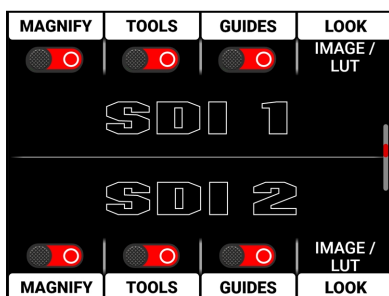 MAGNIFY TOOLS GUIDES LOOK
IMAGE /
LUT
SDI 1
SDI 2
IMAGE /
LUT
MAGNIFY TOOLS GUIDES LOOK